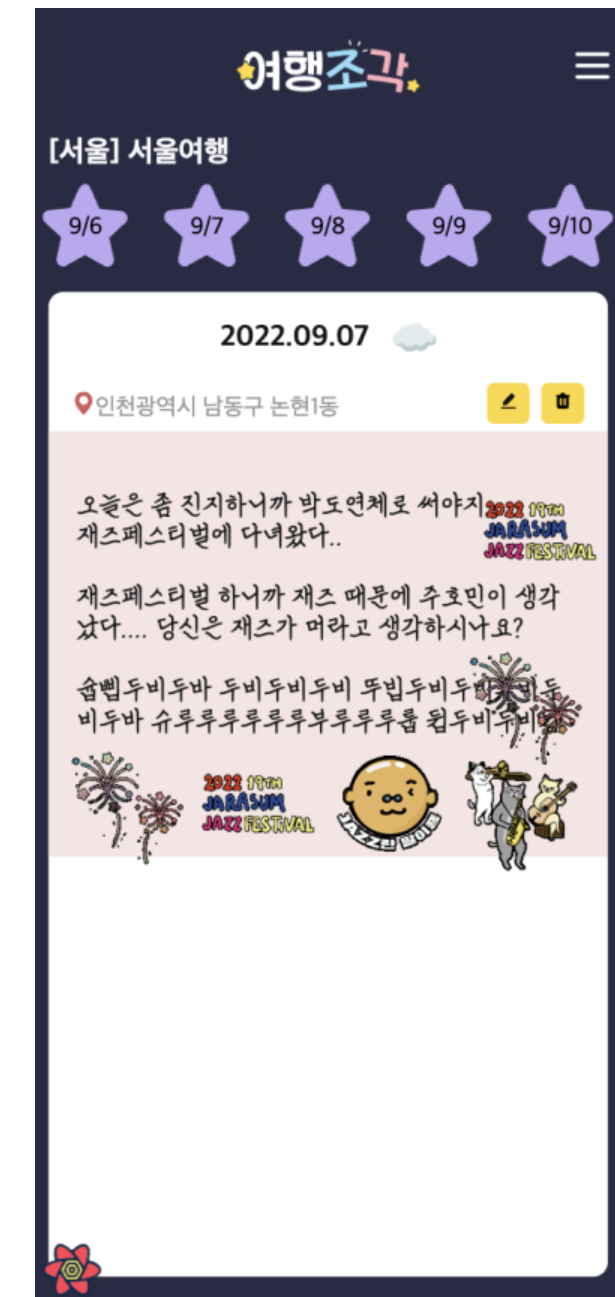 여행조각
[서울] 서울여행
9/6 9/7 9/8 9/9 9/10
2022.09.07
인천광역시 남동구 논현1동
오늘은 좀 진지하니까 박도연체로 써야지
재즈페스티벌에 다녀왔다..
2022 19TH
JARASUM
JAZZ FESTIVAL
재즈페스티벌 하니까 재즈 때문에 주호민이 생각
났다.... 당신은 재즈가 머라고 생각하시나요?
숩삡두비두바 두비두비두비 뚜빕두비두비
비두바 슈루루루루루루부루루루룹 윕두비두비
2022 19TH
JARASUM
JAZZ FESTIVAL